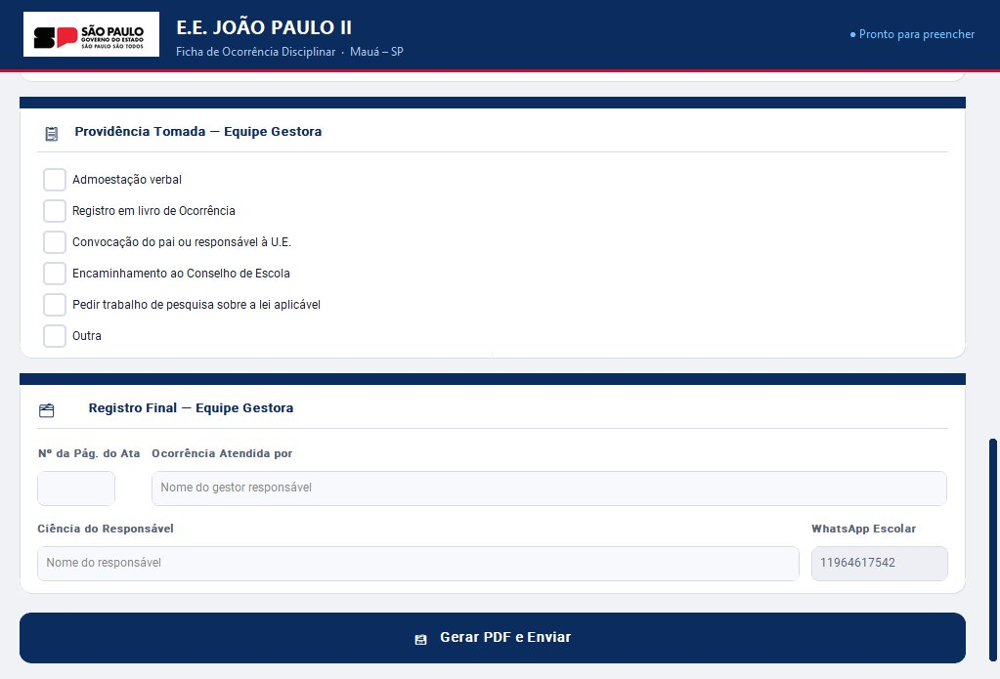 SÃO PAULO
GOVERNO DO ESTADO
SÃO PAULO SÃO TODOS
E.E. JOÃO PAULO II
Ficha de Ocorrência Disciplinar · Mauá – SP
● Pronto para preencher
Providência Tomada — Equipe Gestora
Admoestação verbal
Registro em livro de Ocorrência
Convocação do pai ou responsável à U.E.
Encaminhamento ao Conselho de Escola
Pedir trabalho de pesquisa sobre a lei aplicável
Outra
Registro Final — Equipe Gestora
Nº da Pág. do Ata Ocorrência Atendida por
Nome do gestor responsável
Ciência do Responsável WhatsApp Escolar
Nome do responsável 11964617542
Gerar PDF e Enviar